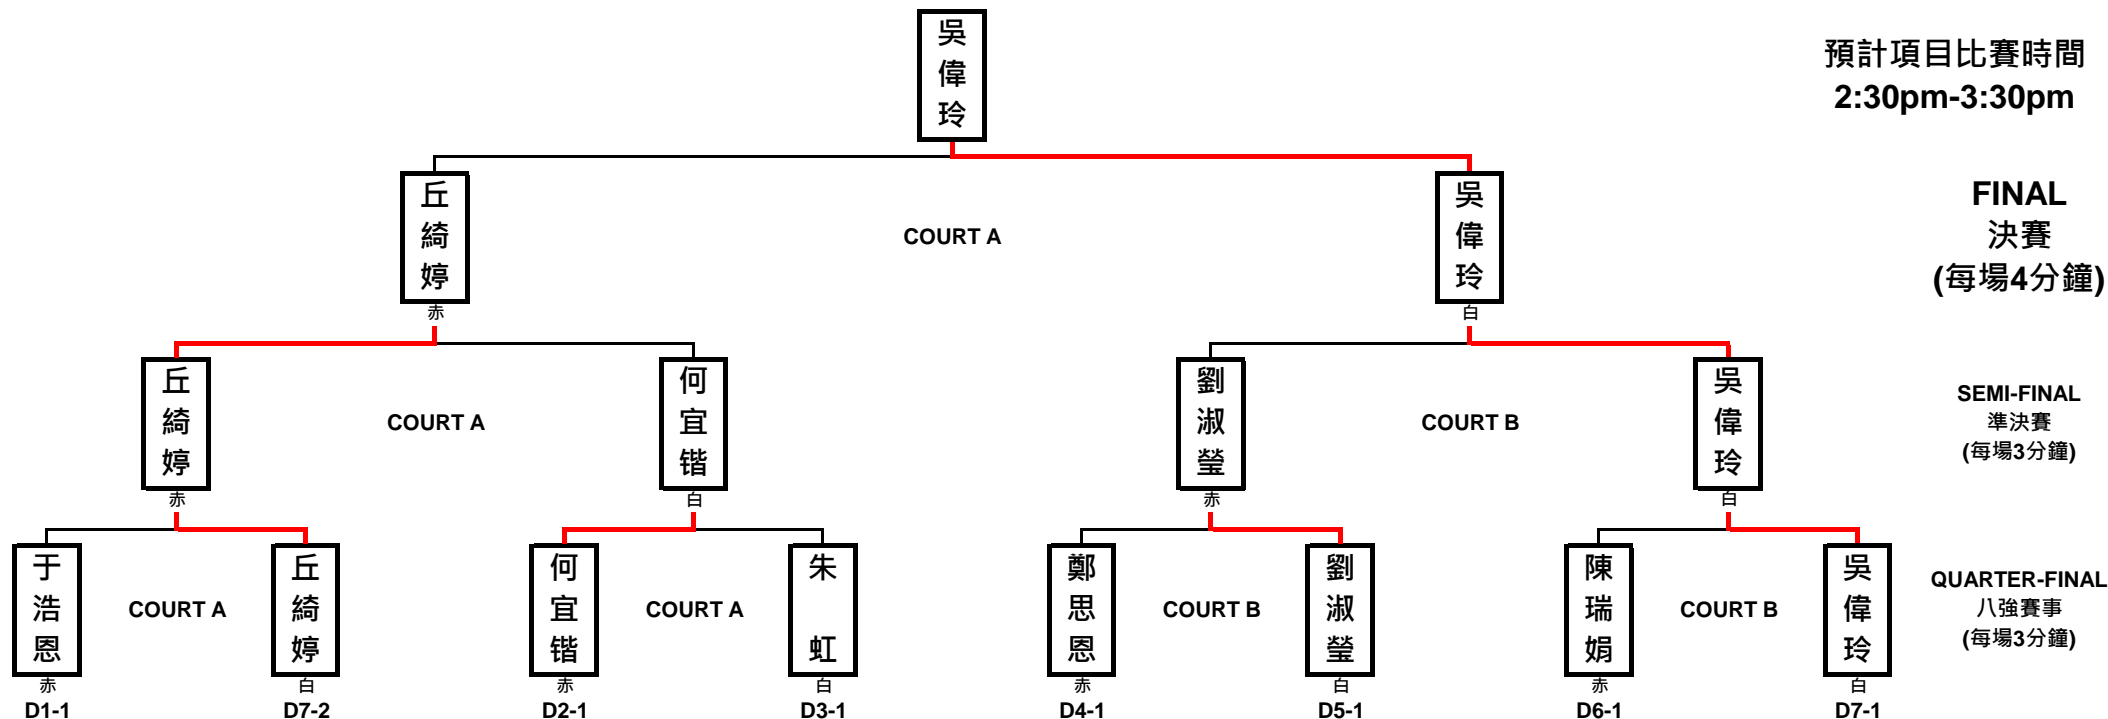 吳偉玲
預計項目比賽時間
2:30pm-3:30pm
丘綺婷
赤
COURT A
吳偉玲
白
FINAL
決賽
(每場4分鐘)
丘綺婷
赤
COURT A
何宜锴
白
劉淑瑩
赤
COURT B
吳偉玲
白
SEMI-FINAL
準決賽
(每場3分鐘)
于浩恩
赤
D1-1
COURT A
丘綺婷
白
D7-2
何宜锴
赤
D2-1
COURT A
朱虹
白
D3-1
鄭思恩
赤
D4-1
COURT B
劉淑瑩
白
D5-1
陳瑞娟
赤
D6-1
COURT B
吳偉玲
白
D7-1
QUARTER-FINAL
八強賽事
(每場3分鐘)